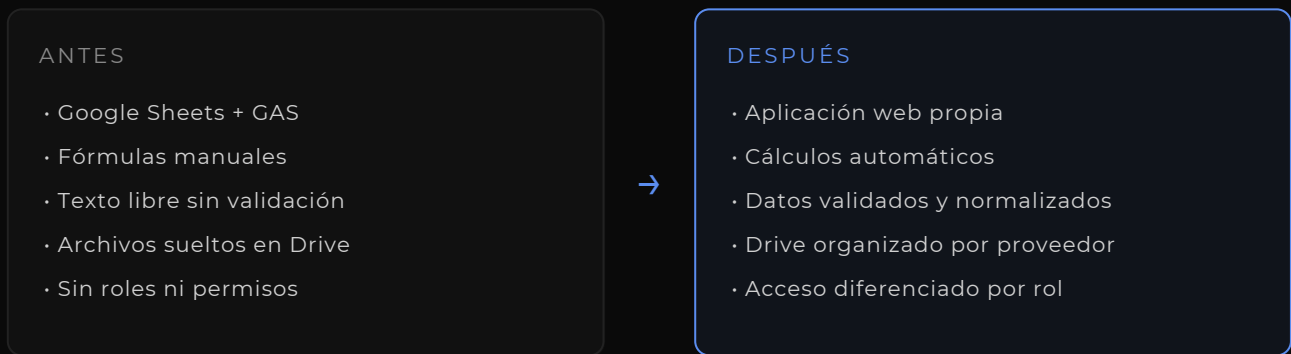 ANTES
• Google Sheets + GAS
• Fórmulas manuales
• Texto libre sin validación
• Archivos sueltos en Drive
• Sin roles ni permisos
→
DESPUÉS
• Aplicación web propia
• Cálculos automáticos
• Datos validados y normalizados
• Drive organizado por proveedor
• Acceso diferenciado por rol